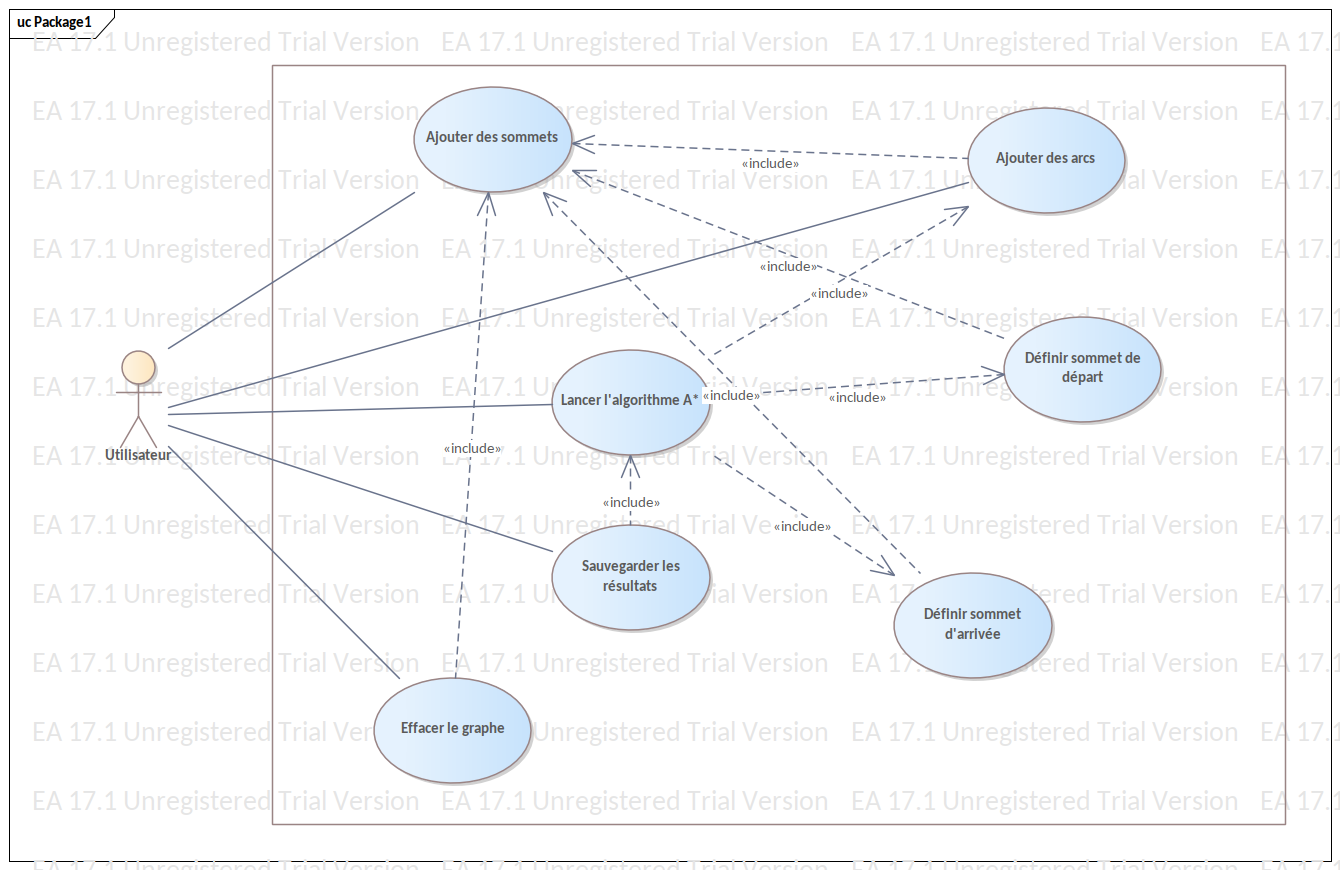 uc Package1
EA 17.1 Unregistered Trial Version EA 17.1 Unregistered Trial Version EA 17.1 Unregistered Trial Version EA 17.1
Ajouter des sommets
Ajouter des arcs
«include»
«include»
«include»
Définir sommet de
départ
Lancer l'algorithme A*
«include»
«include»
Utilisateur
«include»
«include»
«include»
Sauvegarder les
résultats
Définir sommet
d'arrivée
Effacer le graphe